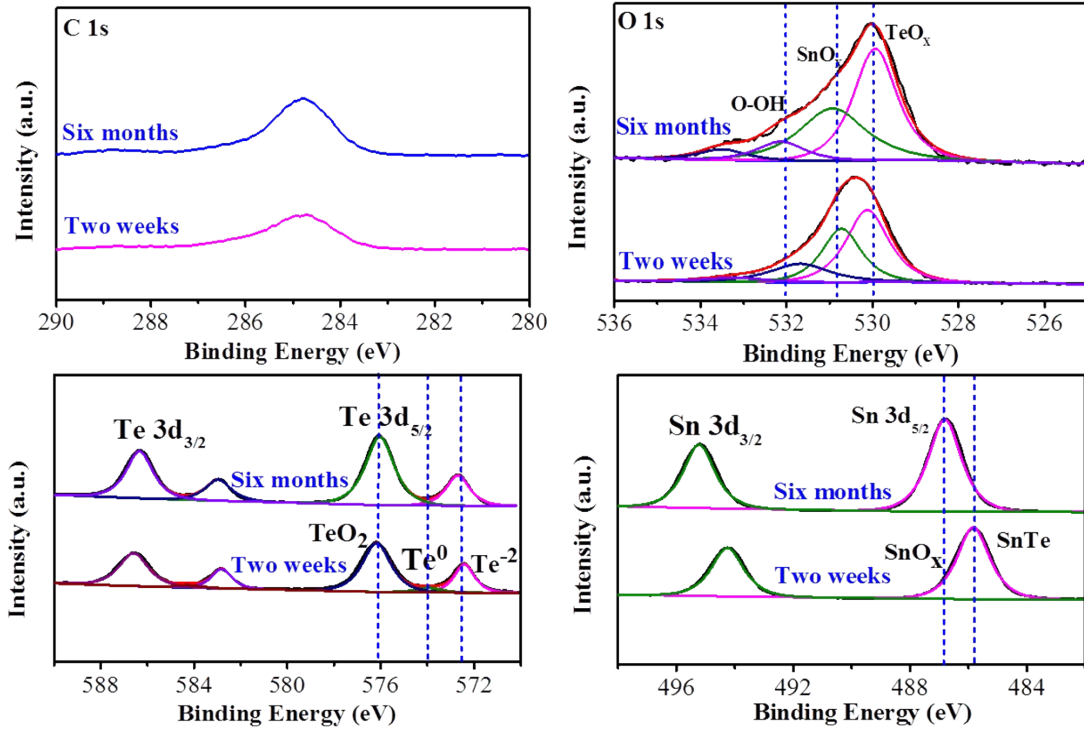 C 1s
Six months
Two weeks
Intensity (a.u.)
290 288 286 284 282 280
Binding Energy (eV)
O 1s
TeOₓ
SnOₓ
O-OH
Six months
Two weeks
Intensity (a.u.)
536 534 532 530 528 526
Binding Energy (eV)
Te 3d₃/₂
Te 3d₅/₂
Six months
TeO₂
Te⁰
Te⁻²
Two weeks
Intensity (a.u.)
588 584 580 576 572
Binding Energy (eV)
Sn 3d₃/₂
Sn 3d₅/₂
Six months
SnOₓ
SnTe
Two weeks
Intensity (a.u.)
496 492 488 484
Binding Energy (eV)